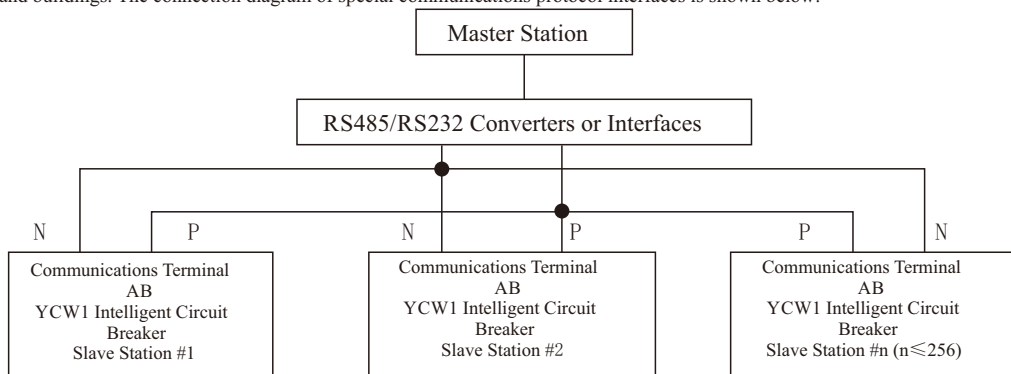 and buildings. The connection diagram of special communications protocol interfaces is shown below:
Master Station
RS485/RS232 Converters or Interfaces
N P N P P N
Communications Terminal
AB
YCW1 Intelligent Circuit
Breaker
Slave Station #1
Communications Terminal
AB
YCW1 Intelligent Circuit
Breaker
Slave Station #2
Communications Terminal
AB
YCW1 Intelligent Circuit
Breaker
Slave Station #n (n≤256)